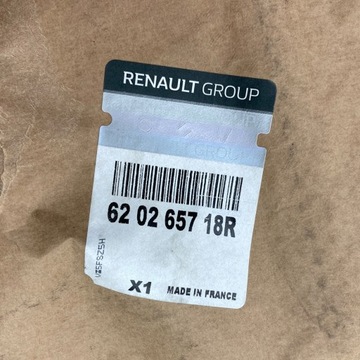 RENAULT GROUP
62 02 657 18R
X1 MADE IN FRANCE